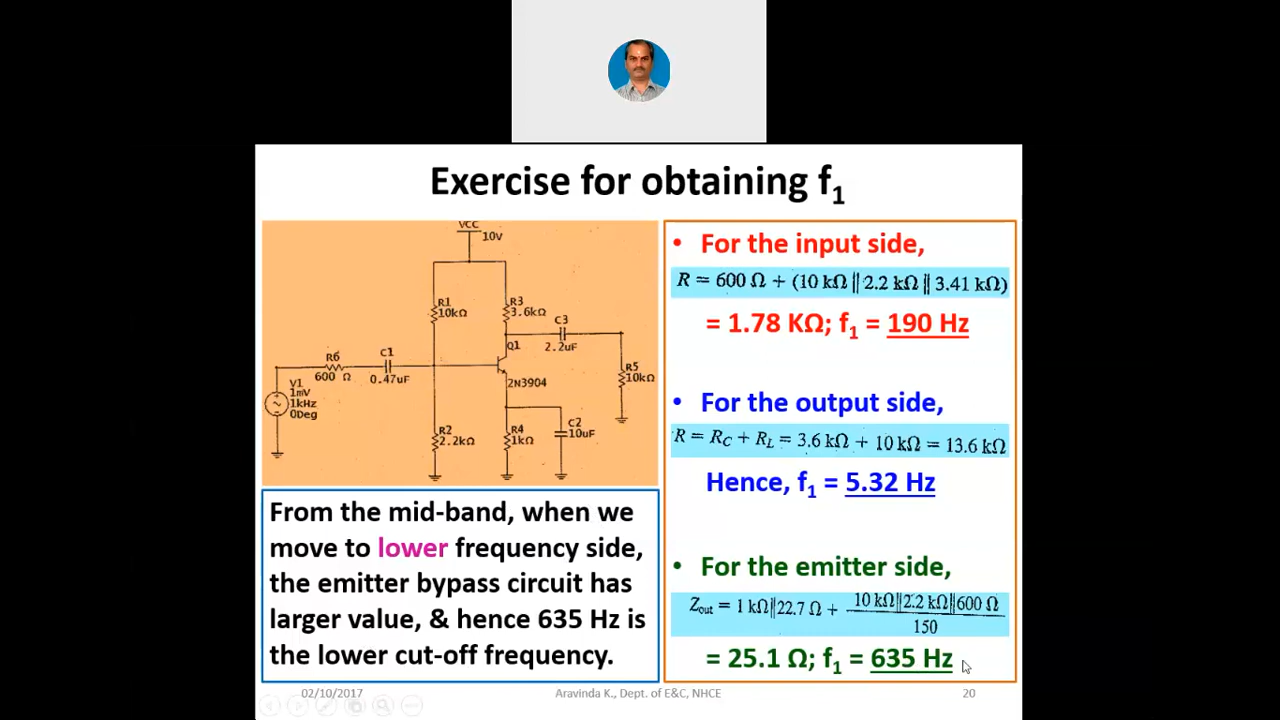 Exercise for obtaining f1
VCC
10v
R1
10kΩ
R3
3.6kΩ
C3
2.2uF
Q1
R6
600 Ω
C1
0.47uF
R5
10kΩ
2N3904
V1
1mV
1kHz
0Deg
R2
2.2kΩ
R4
1kΩ
C2
10uF
From the mid-band, when we
move to lower frequency side,
the emitter bypass circuit has
larger value, & hence 635 Hz is
the lower cut-off frequency.
• For the input side,
R = 600 Ω + (10 kΩ || 2.2 kΩ || 3.41 kΩ)
= 1.78 KΩ; f1 = 190 Hz
• For the output side,
R = RC + RL = 3.6 kΩ + 10 kΩ = 13.6 kΩ
Hence, f1 = 5.32 Hz
• For the emitter side,
Zout = 1 kΩ||22.7 Ω + 10 kΩ||2.2 kΩ||600 Ω
150
= 25.1 Ω; f1 = 635 Hz
02/10/2017
Aravinda K., Dept. of E&C, NHCE
20